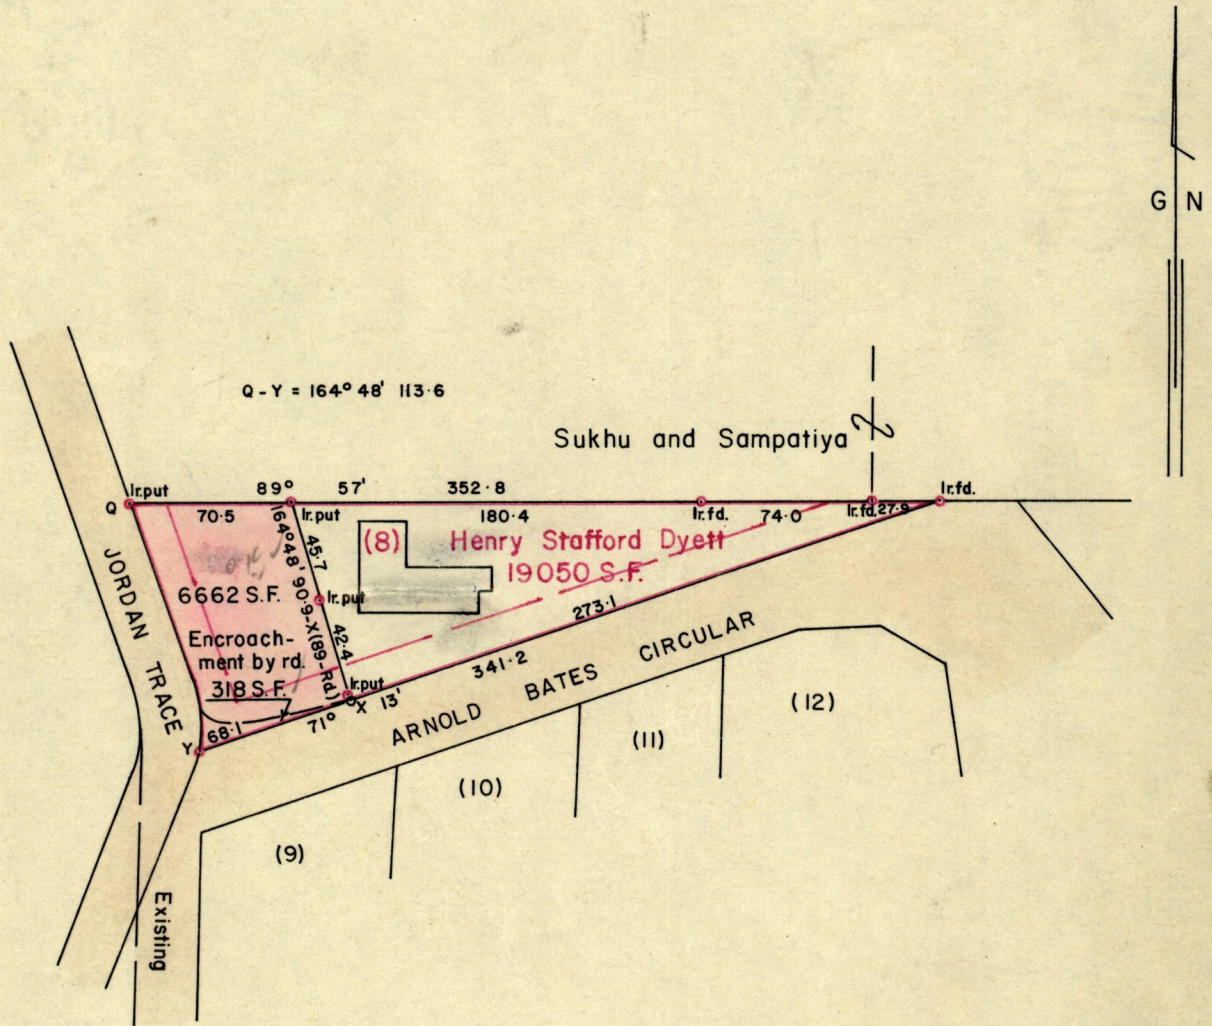 G N
Q - Y = 164° 48' 113·6
Sukhu and Sampatiya
Ir.put
89° 57' 352·8
Ir.fd.
Q
70·5
Ir.put
180·4
Ir.fd.
74·0
Ir.fd.
27·9
164° 48' 90·9-X(89-Rd.)
45·7
(8)
Henry Stafford Dyett
19050 S.F.
6662 S.F.
Ir.put
42·4
273·1
Encroach-
ment by rd.
318 S.F.
Ir.put
X
341·2
71° 13'
68·1
Y
JORDAN TRACE
ARNOLD BATES CIRCULAR
(12)
(11)
(10)
(9)
Existing